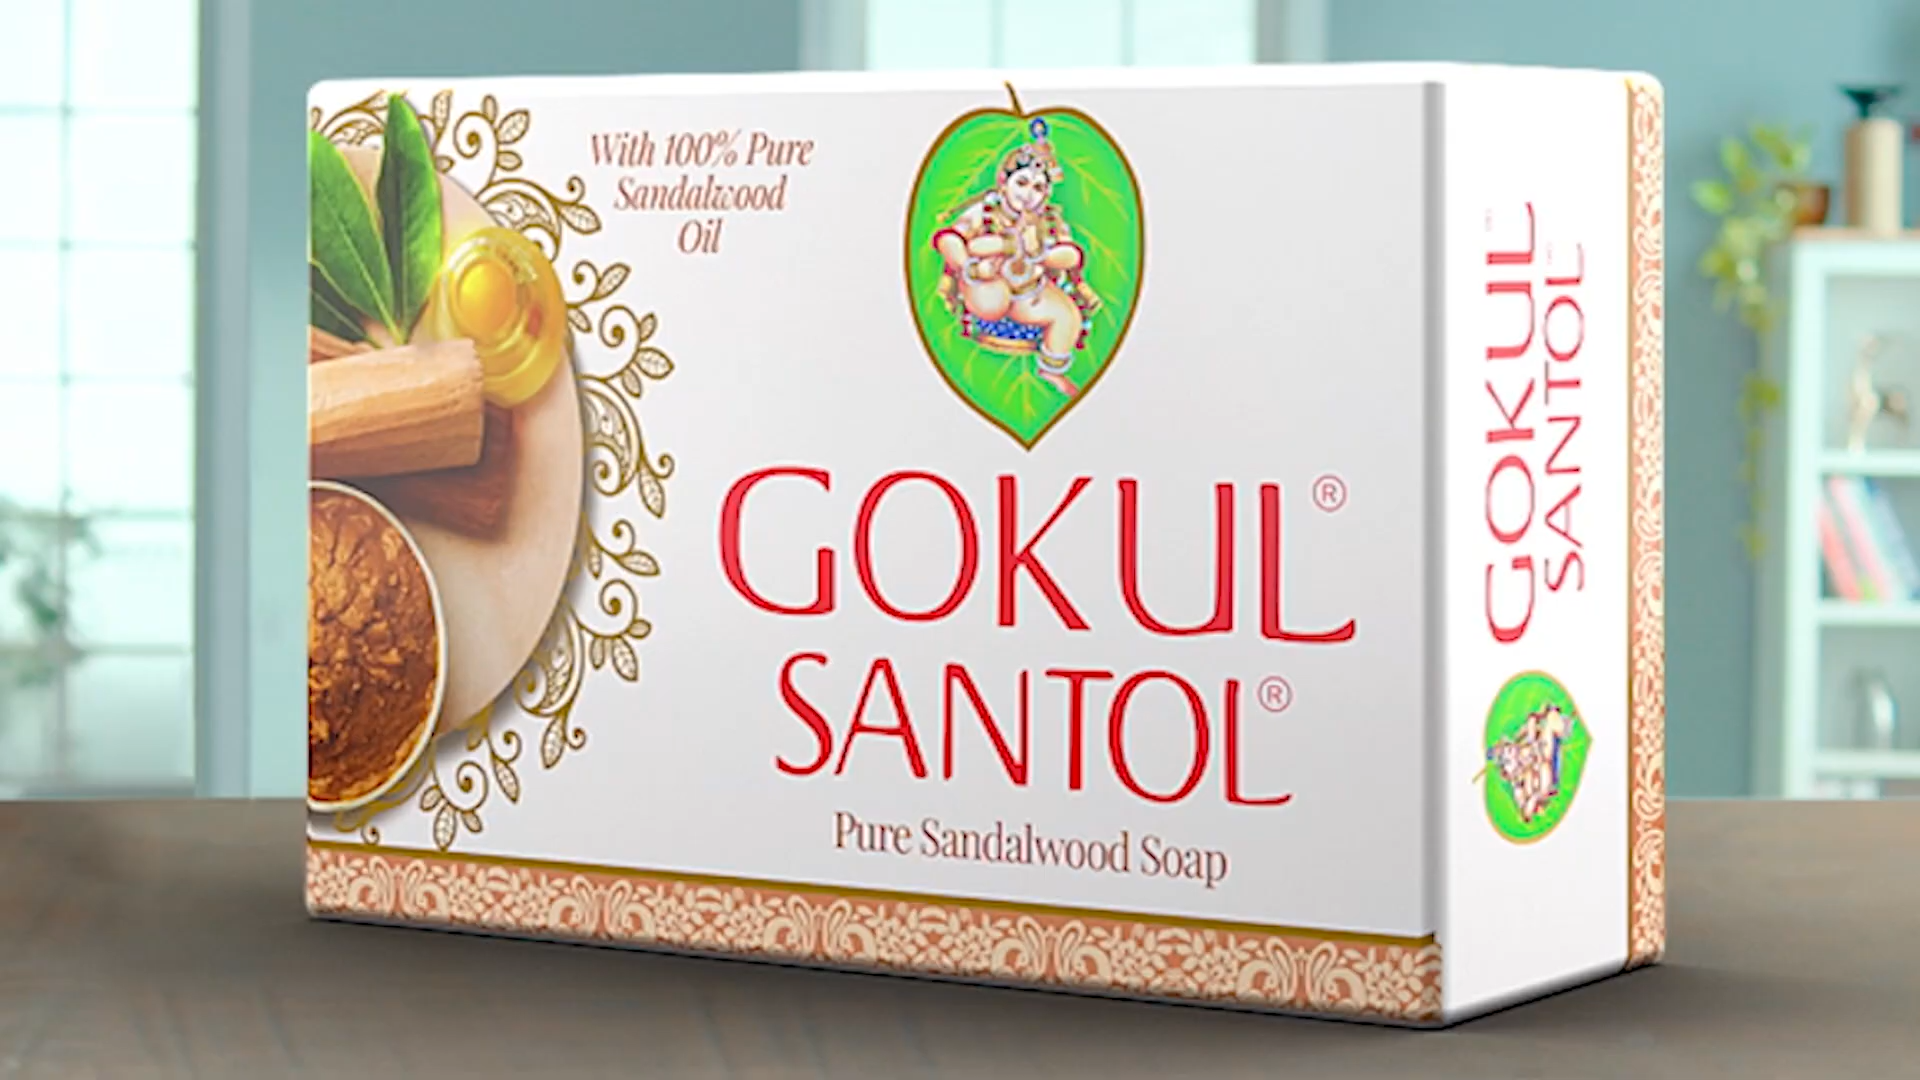 With 100% Pure
Sandalwood
Oil
GOKUL®
SANTOL®
Pure Sandalwood Soap
GOKUL
SANTOL